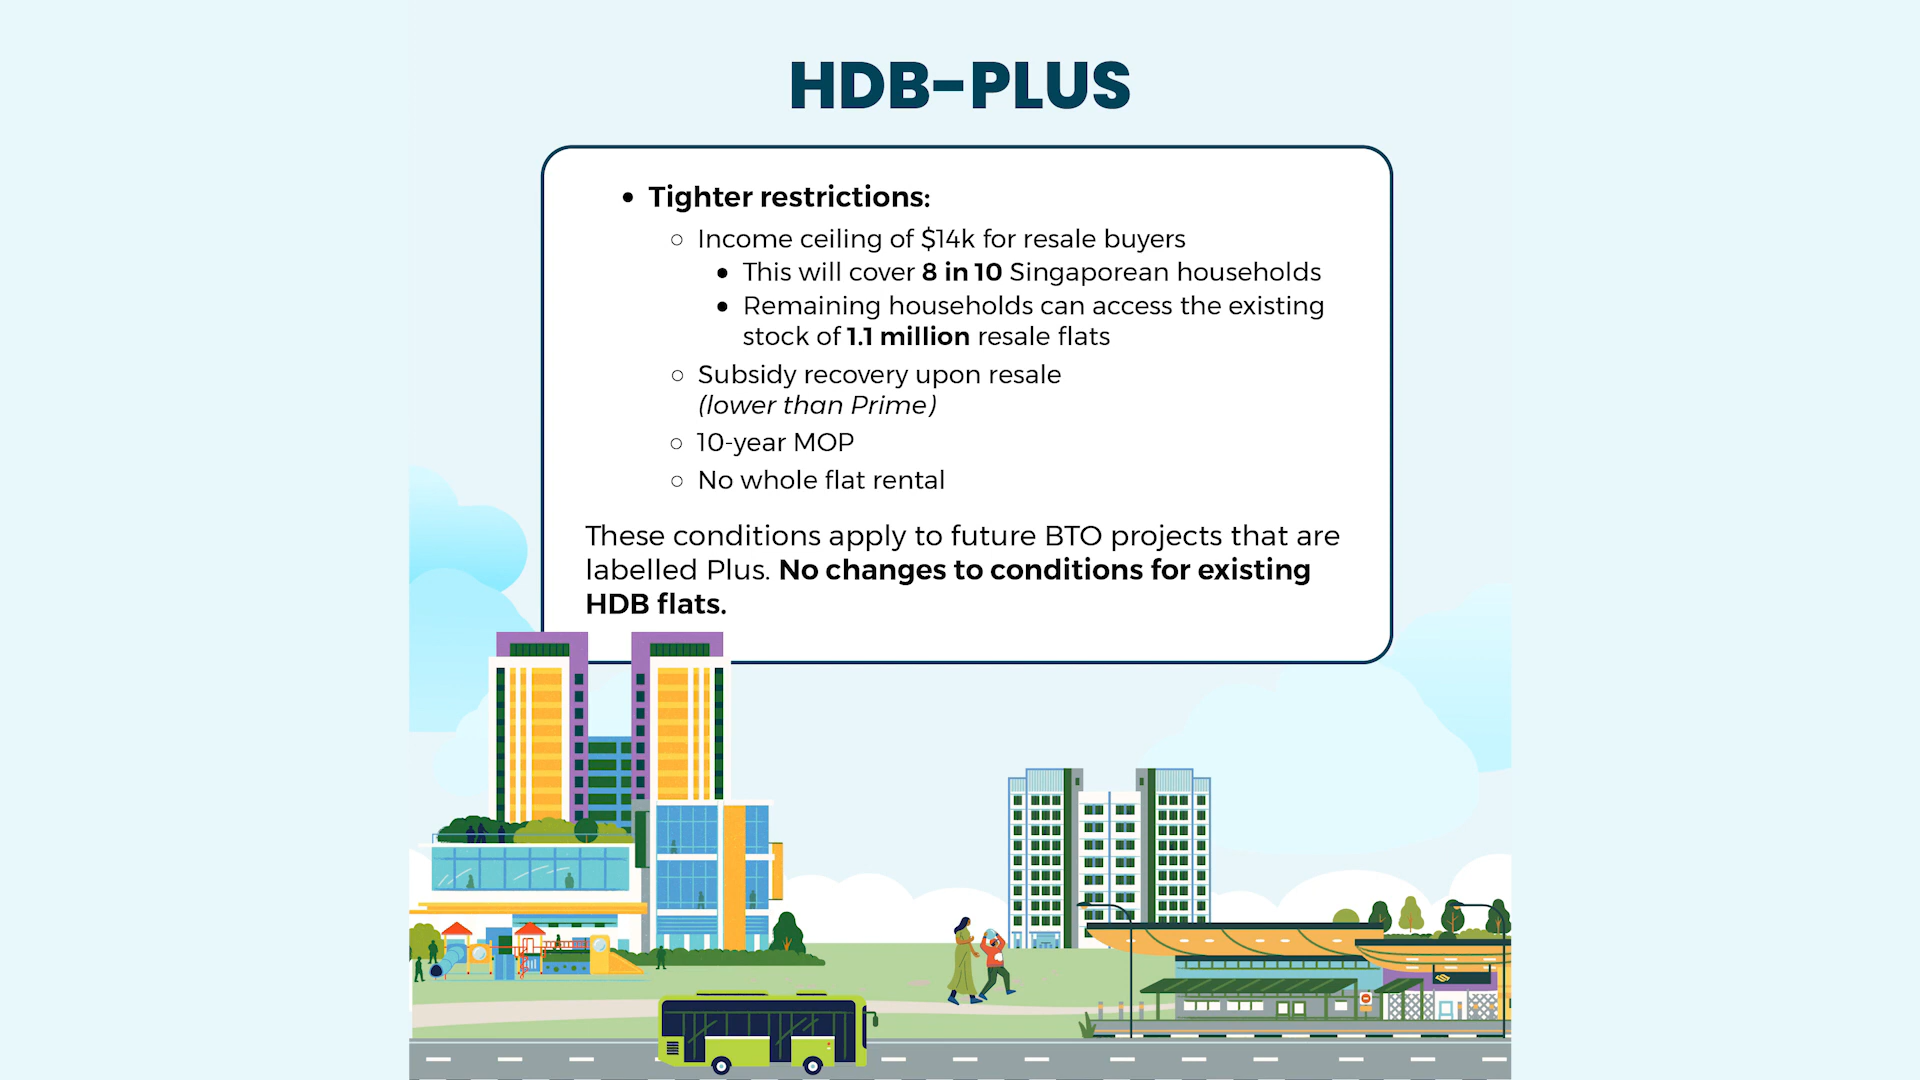 HDB-PLUS
• Tighter restrictions:
○ Income ceiling of $14k for resale buyers
• This will cover 8 in 10 Singaporean households
• Remaining households can access the existing
stock of 1.1 million resale flats
○ Subsidy recovery upon resale
(lower than Prime)
○ 10-year MOP
○ No whole flat rental
These conditions apply to future BTO projects that are
labelled Plus. No changes to conditions for existing
HDB flats.